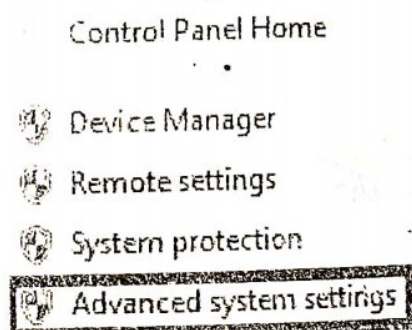 Control Panel Home
Device Manager
Remote settings
System protection
Advanced system settings